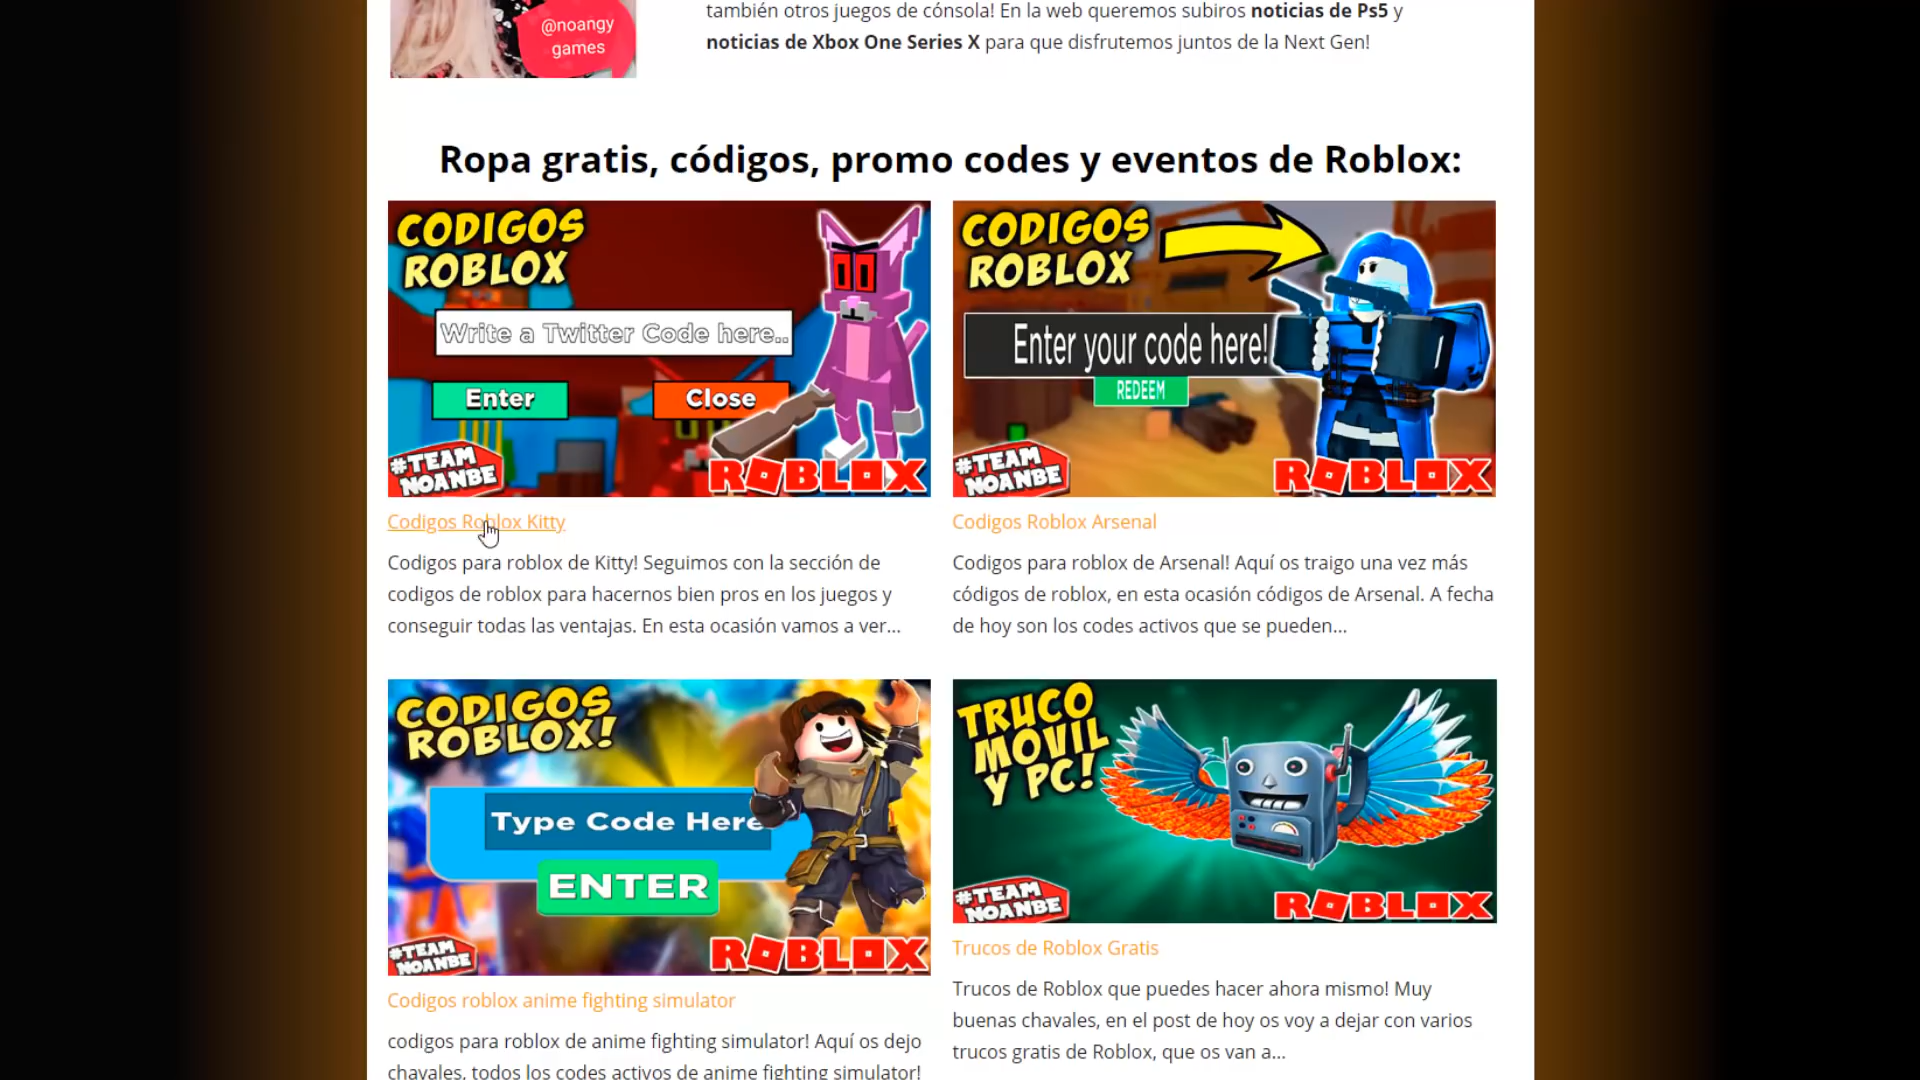 @noangy
games
también otros juegos de cónsola! En la web queremos subiros noticias de Ps5 y
noticias de Xbox One Series X para que disfrutemos juntos de la Next Gen!
Ropa gratis, códigos, promo codes y eventos de Roblox:
CODIGOS
ROBLOX
Write a Twitter Code here..
Enter
Close
#TEAM
NOANBE
ROBLOX
CODIGOS
ROBLOX
Enter your code here!
REDEEM
#TEAM
NOANBE
ROBLOX
Codigos Roblox Kitty
Codigos para roblox de Kitty! Seguimos con la sección de
codigos de roblox para hacernos bien pros en los juegos y
conseguir todas las ventajas. En esta ocasión vamos a ver...
Codigos Roblox Arsenal
Codigos para roblox de Arsenal! Aquí os traigo una vez más
códigos de roblox, en esta ocasión códigos de Arsenal. A fecha
de hoy son los codes activos que se pueden...
CODIGOS
ROBLOX!
Type Code Here
ENTER
#TEAM
NOANBE
ROBLOX
TRUCO
MOVIL
Y PC!
#TEAM
NOANBE
ROBLOX
Codigos roblox anime fighting simulator
codigos para roblox de anime fighting simulator! Aquí os dejo
chavales, todos los codes activos de anime fighting simulator!
Trucos de Roblox Gratis
Trucos de Roblox que puedes hacer ahora mismo! Muy
buenas chavales, en el post de hoy os voy a dejar con varios
trucos gratis de Roblox, que os van a...